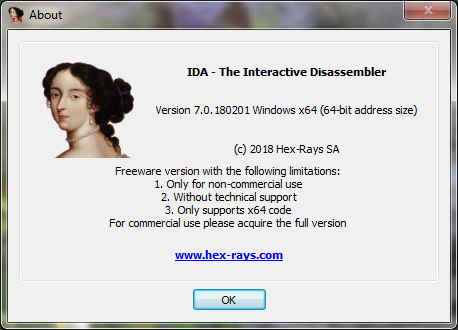 About
IDA - The Interactive Disassembler
Version 7.0.180201 Windows x64 (64-bit address size)
(c) 2018 Hex-Rays SA
Freeware version with the following limitations:
1. Only for non-commercial use
2. Without technical support
3. Only supports x64 code
For commercial use please acquire the full version
www.hex-rays.com
OK